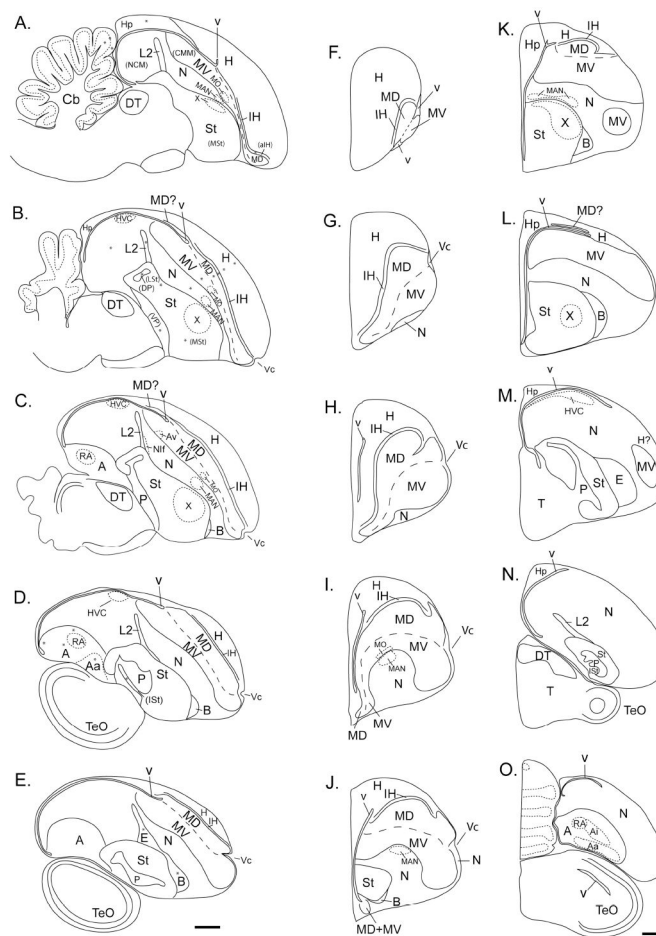 A.
Hp
v
L2
(NCM)
(CMM)
H
N
MV
MO
MAN
X
Cb
DT
St
(MSt)
IH
(aIH)
MD
B.
MD?
v
Hp
HVC
L2
H
MV
MD
N
(LSt)
(DP)
St
MAN
IH
DT
X
(VP)
(MSt)
Vc
C.
MD?
v
HVC
L2
Av
H
NIf
MD
MV
RA
A
N
St
IH
MAN
DT
P
X
B
Vc
D.
v
HVC
H
L2
MD
IH
RA
A
MV
N
Aa
St
P
Vc
(lSt)
B
TeO
E.
v
H
IH
MD
E
MV
A
N
St
Vc
P
B
TeO
F.
H
MD
v
IH
MV
v
G.
H
Vc
MD
IH
MV
N
H.
H
v
IH
Vc
MD
MV
N
I.
H
v
IH
MD
MV
Vc
MO
MAN
N
MV
MD
J.
H
v
IH
MD
Vc
MV
MAN
N
N
St
B
MD+MV
K.
v
IH
Hp
MD
MV
MAN
N
St
X
MV
B
L.
v
MD?
Hp
H
MV
N
St
X
B
M.
v
Hp
HVC
N
H?
MV
St
E
P
T
N.
v
Hp
N
L2
St
DT
P
lSt
T
TeO
O.
v
N
RA
A
Ai
Aa
v
TeO